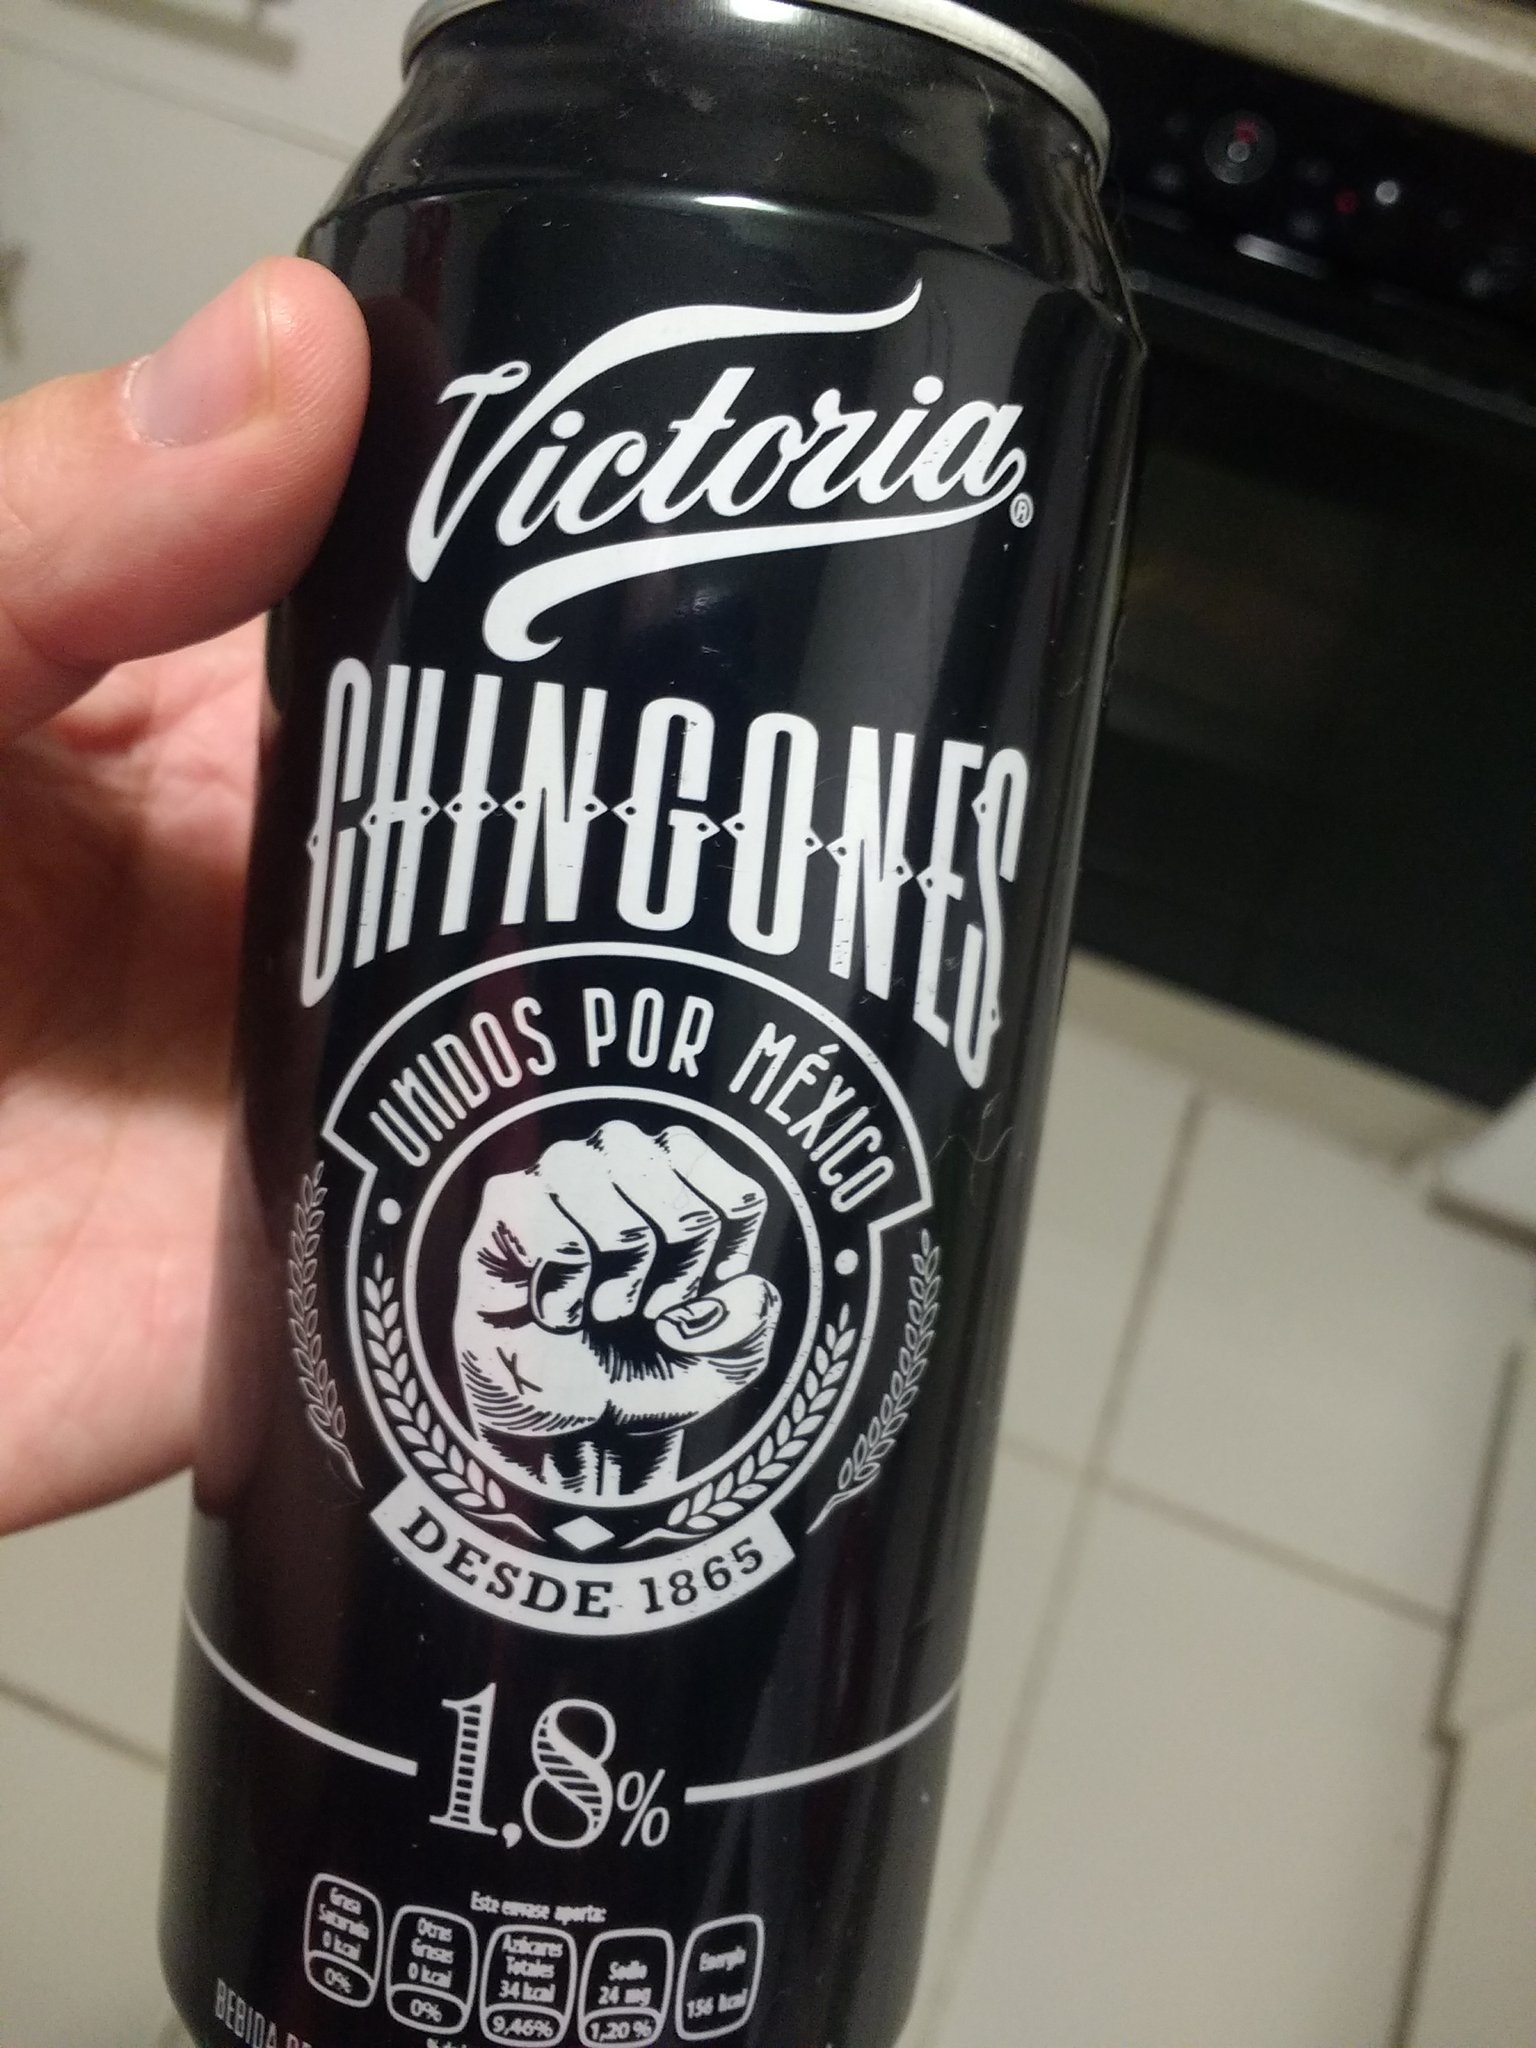 Victoria®
CHINGONES
UNIDOS POR MÉXICO
DESDE 1865
1,8%
Este envase aporta:
Grasa Saturada 0 kcal 0%
Otras Grasas 0 kcal 0%
Azúcares Totales 34 kcal 9,46%
Sodio 24 mg 1,20 %
Energía 156 kcal
BEBIDA